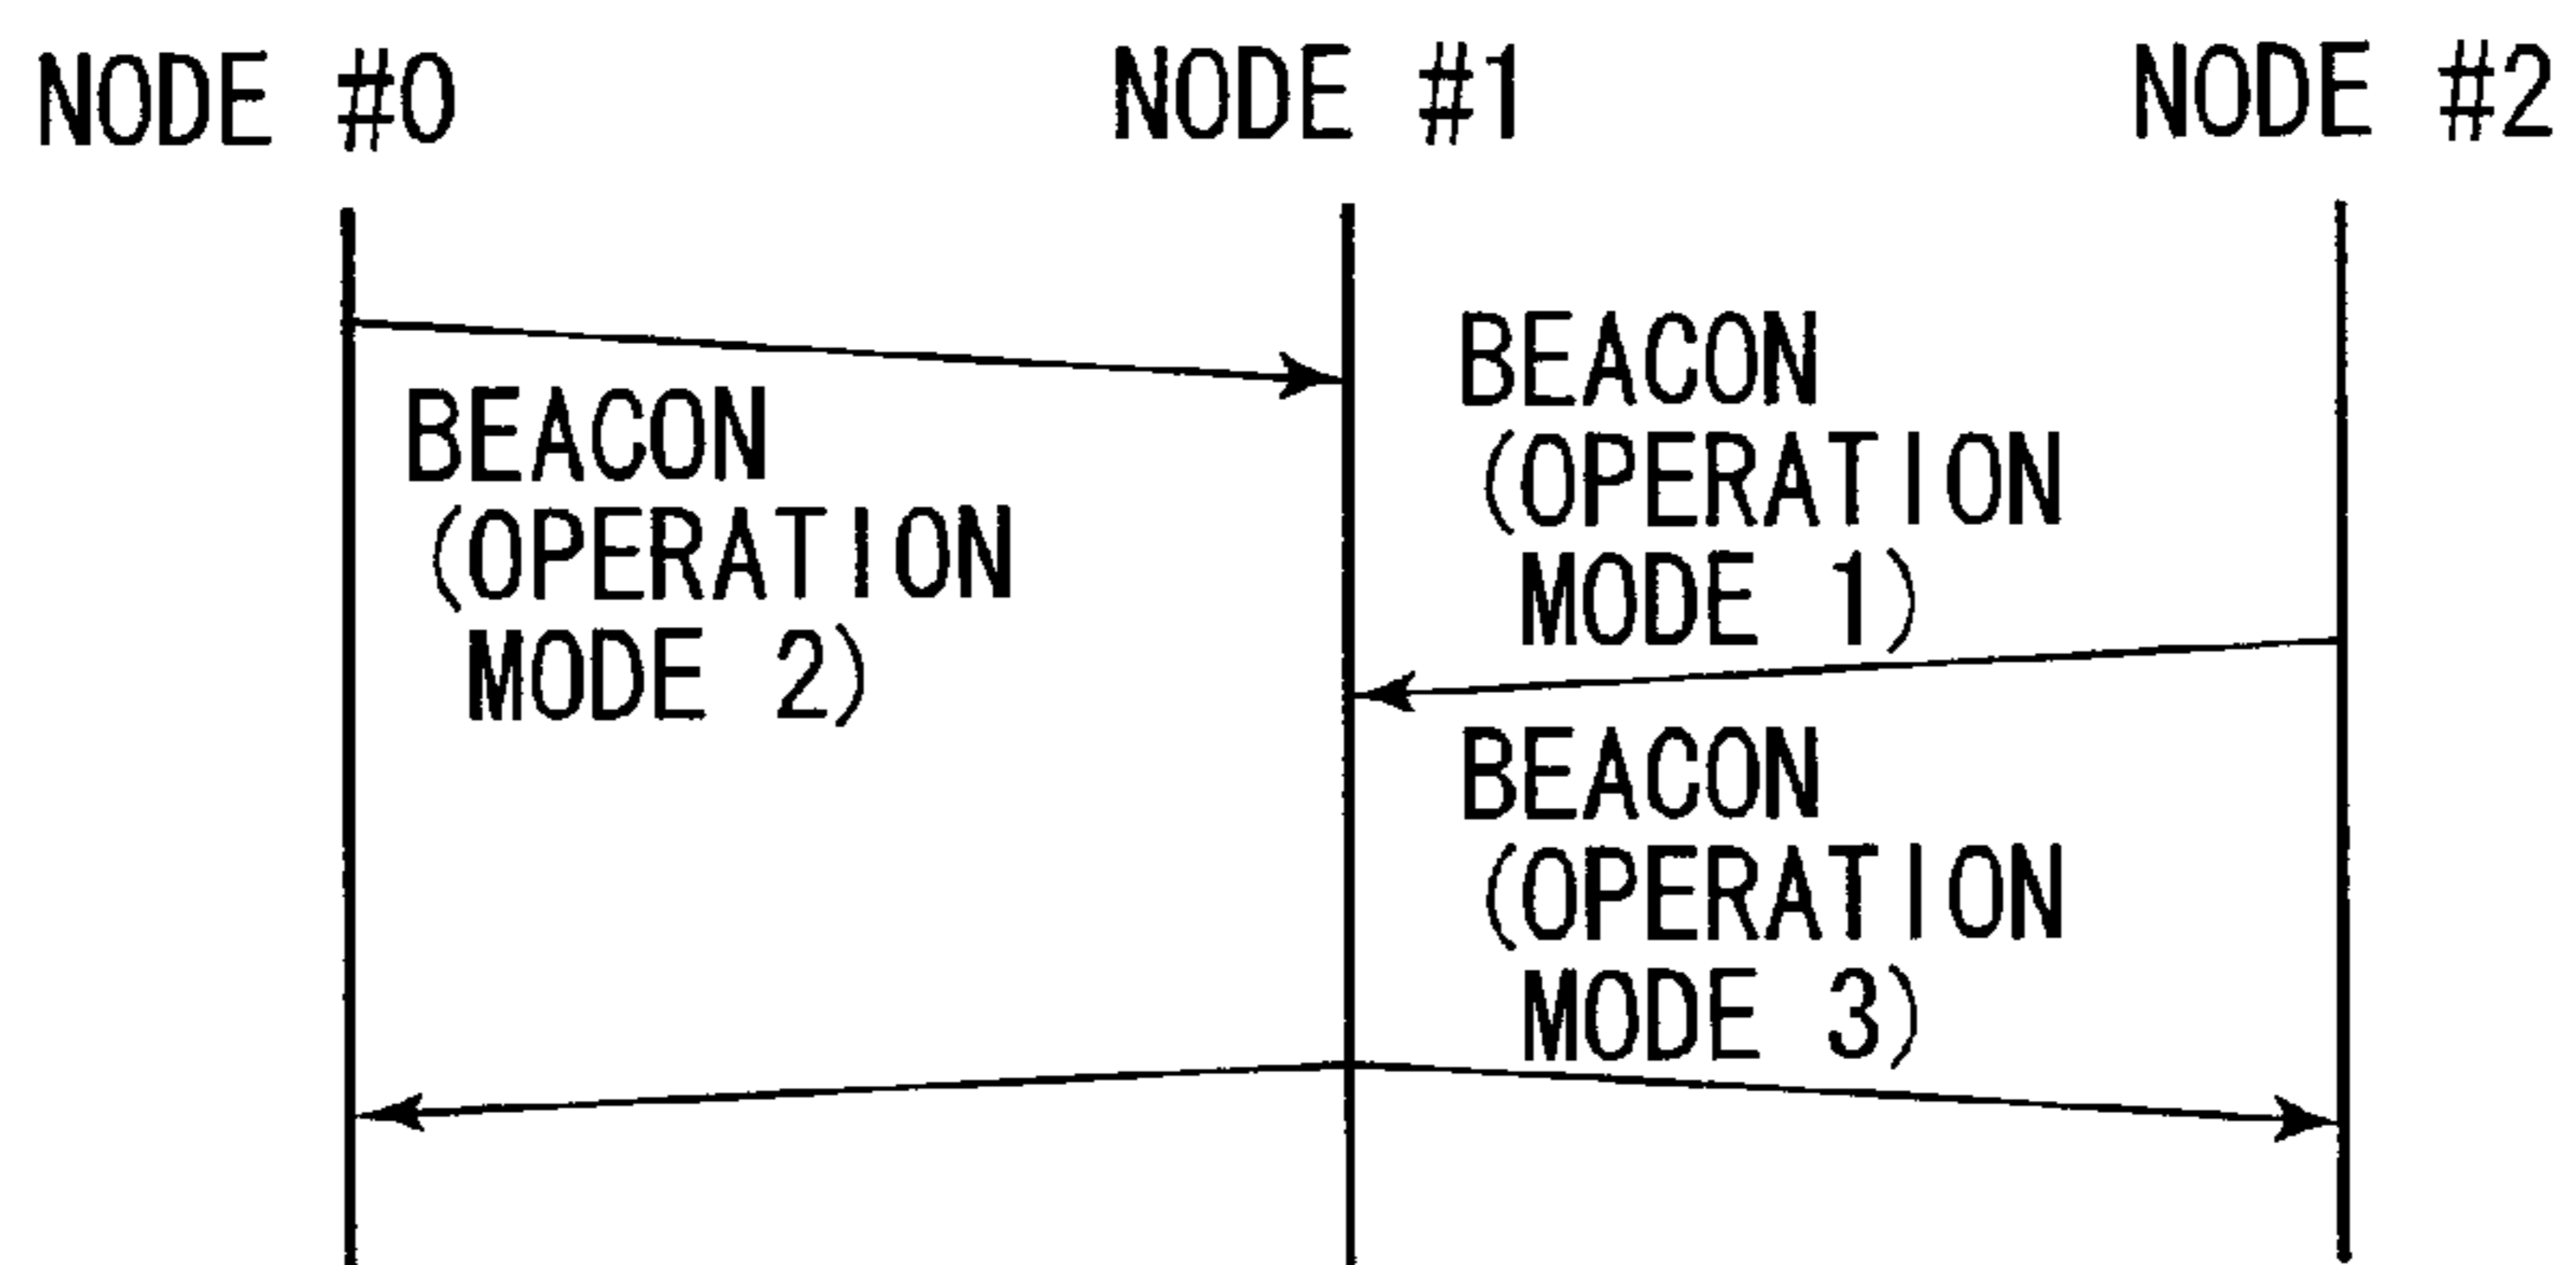 NODE #0 NODE #1 NODE #2
BEACON
(OPERATION
MODE 2)
BEACON
(OPERATION
MODE 1)
BEACON
(OPERATION
MODE 3)